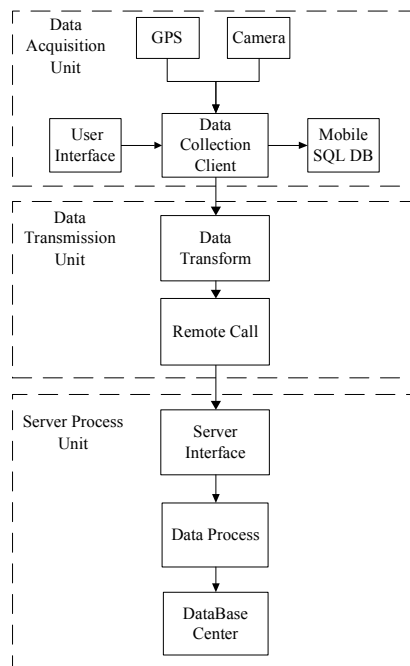 Data
Acquisition
Unit
GPS
Camera
User
Interface
Data
Collection
Client
Mobile
SQL DB
Data
Transmission
Unit
Data
Transform
Remote Call
Server Process
Unit
Server
Interface
Data Process
DataBase
Center